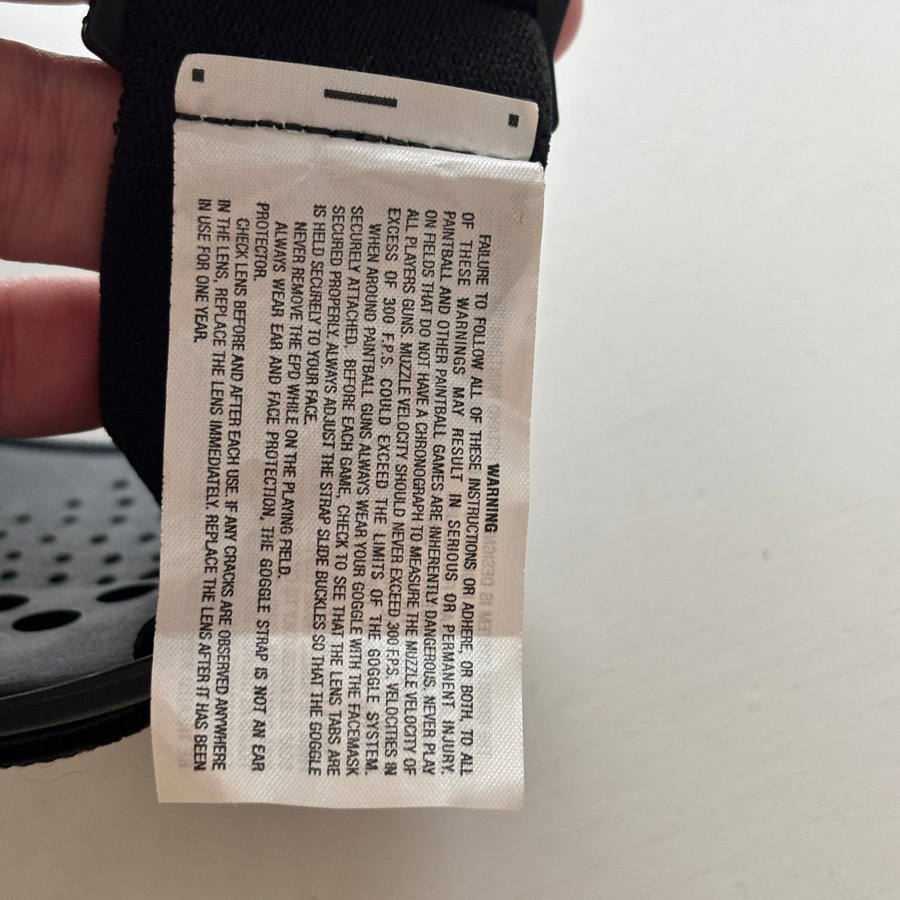 WARNING
FAILURE TO FOLLOW ALL OF THESE INSTRUCTIONS OR ADHERE, OR BOTH, TO ALL
OF THESE WARNINGS MAY RESULT IN SERIOUS OR PERMANENT INJURY.
PAINTBALL AND OTHER PAINTBALL GAMES ARE INHERENTLY DANGEROUS. NEVER PLAY
ON FIELDS THAT DO NOT HAVE A CHRONOGRAPH TO MEASURE THE MUZZLE VELOCITY OF
ALL PLAYERS GUNS. MUZZLE VELOCITY SHOULD NEVER EXCEED 300 F.P.S. VELOCITIES IN
EXCESS OF 300 F.P.S. COULD EXCEED THE LIMITS OF THE GOGGLE SYSTEM.
WHEN AROUND PAINTBALL GUNS ALWAYS WEAR YOUR GOGGLE WITH THE FACEMASK
SECURELY ATTACHED. BEFORE EACH GAME, CHECK TO SEE THAT THE LENS TABS ARE
SECURED PROPERLY. ALWAYS ADJUST THE STRAP SLIDE BUCKLES SO THAT THE GOGGLE
IS HELD SECURELY TO YOUR FACE.
NEVER REMOVE THE EPD WHILE ON THE PLAYING FIELD.
ALWAYS WEAR EAR AND FACE PROTECTION, THE GOGGLE STRAP IS NOT AN EAR
PROTECTOR.
CHECK LENS BEFORE AND AFTER EACH USE. IF ANY CRACKS ARE OBSERVED ANYWHERE
IN THE LENS, REPLACE THE LENS IMMEDIATELY. REPLACE THE LENS AFTER IT HAS BEEN
IN USE FOR ONE YEAR.